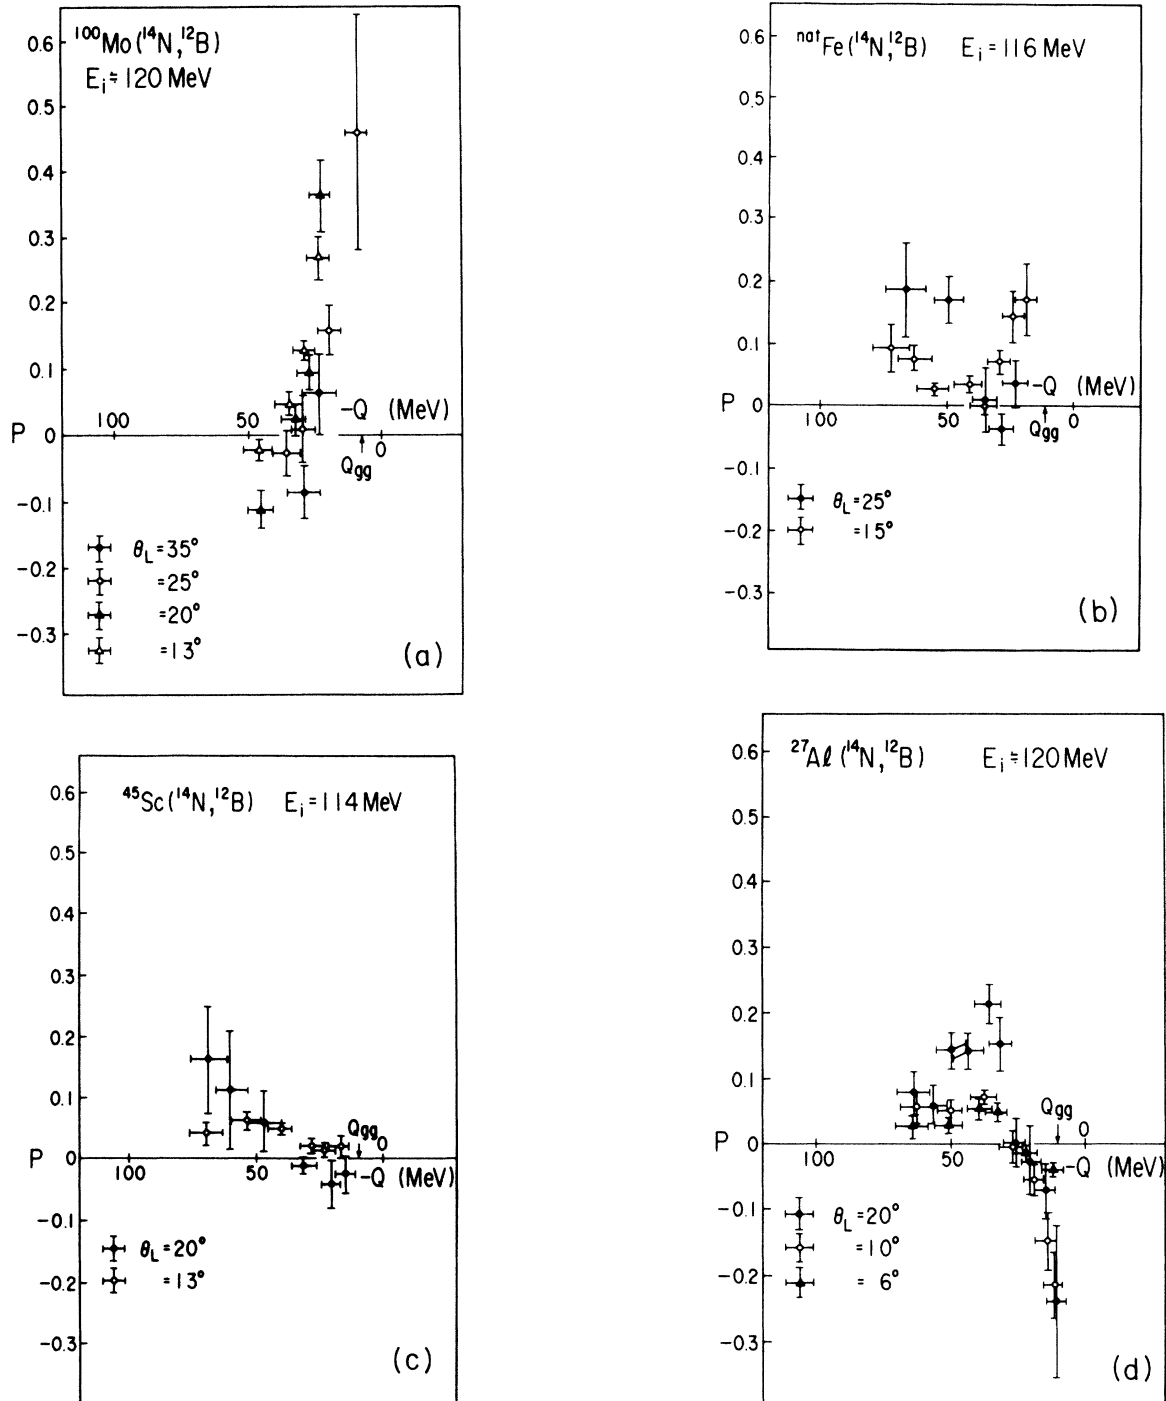 ¹⁰⁰Mo(¹⁴N,¹²B)
Eᵢ≒120 MeV
0.6
0.5
0.4
0.3
0.2
0.1
P 0
-0.1
-0.2
-0.3
100 50 0
-Q (MeV)
Qgg
θL=35°
=25°
=20°
=13°
(a)
ⁿᵃᵗFe(¹⁴N,¹²B) Eᵢ=116 MeV
0.6
0.5
0.4
0.3
0.2
0.1
P 0
-0.1
-0.2
-0.3
-Q (MeV)
100 50 0
Qgg
θL=25°
=15°
(b)
⁴⁵Sc(¹⁴N,¹²B) Eᵢ=114 MeV
0.6
0.5
0.4
0.3
0.2
0.1
P 0
-0.1
-0.2
-0.3
Qgg 0
100 50 -Q (MeV)
θL=20°
=13°
(c)
²⁷Aℓ(¹⁴N,¹²B) Eᵢ≒120 MeV
0.6
0.5
0.4
0.3
0.2
0.1
P 0
-0.1
-0.2
-0.3
Qgg 0
100 50 -Q (MeV)
θL=20°
=10°
= 6°
(d)